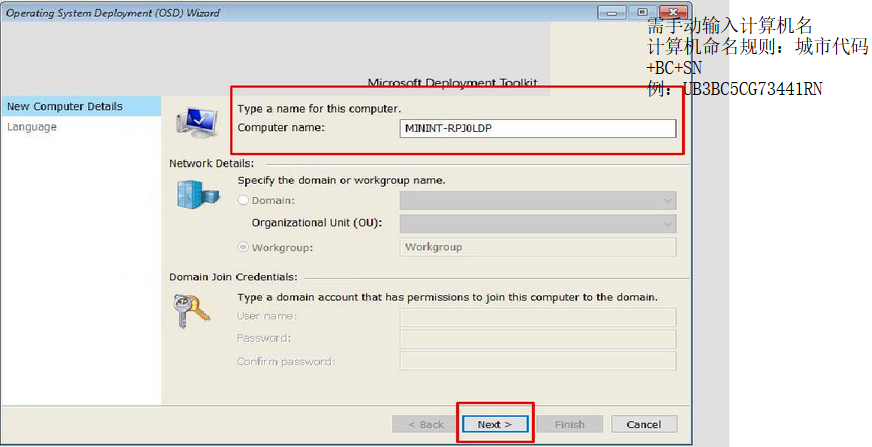 Operating System Deployment (OSD) Wizard
需手动输入计算机名
计算机命名规则：城市代码
+BC+SN
例：UB3BC5CG73441RN
Microsoft Deployment Toolkit
New Computer Details
Language
Type a name for this computer.
Computer name:
MININT-RPJ0LDP
Network Details:
Specify the domain or workgroup name.
Domain:
Organizational Unit (OU):
Workgroup:
Workgroup
Domain Join Credentials:
Type a domain account that has permissions to join this computer to the domain.
User name:
Password:
Confirm password:
< Back
Next >
Finish
Cancel